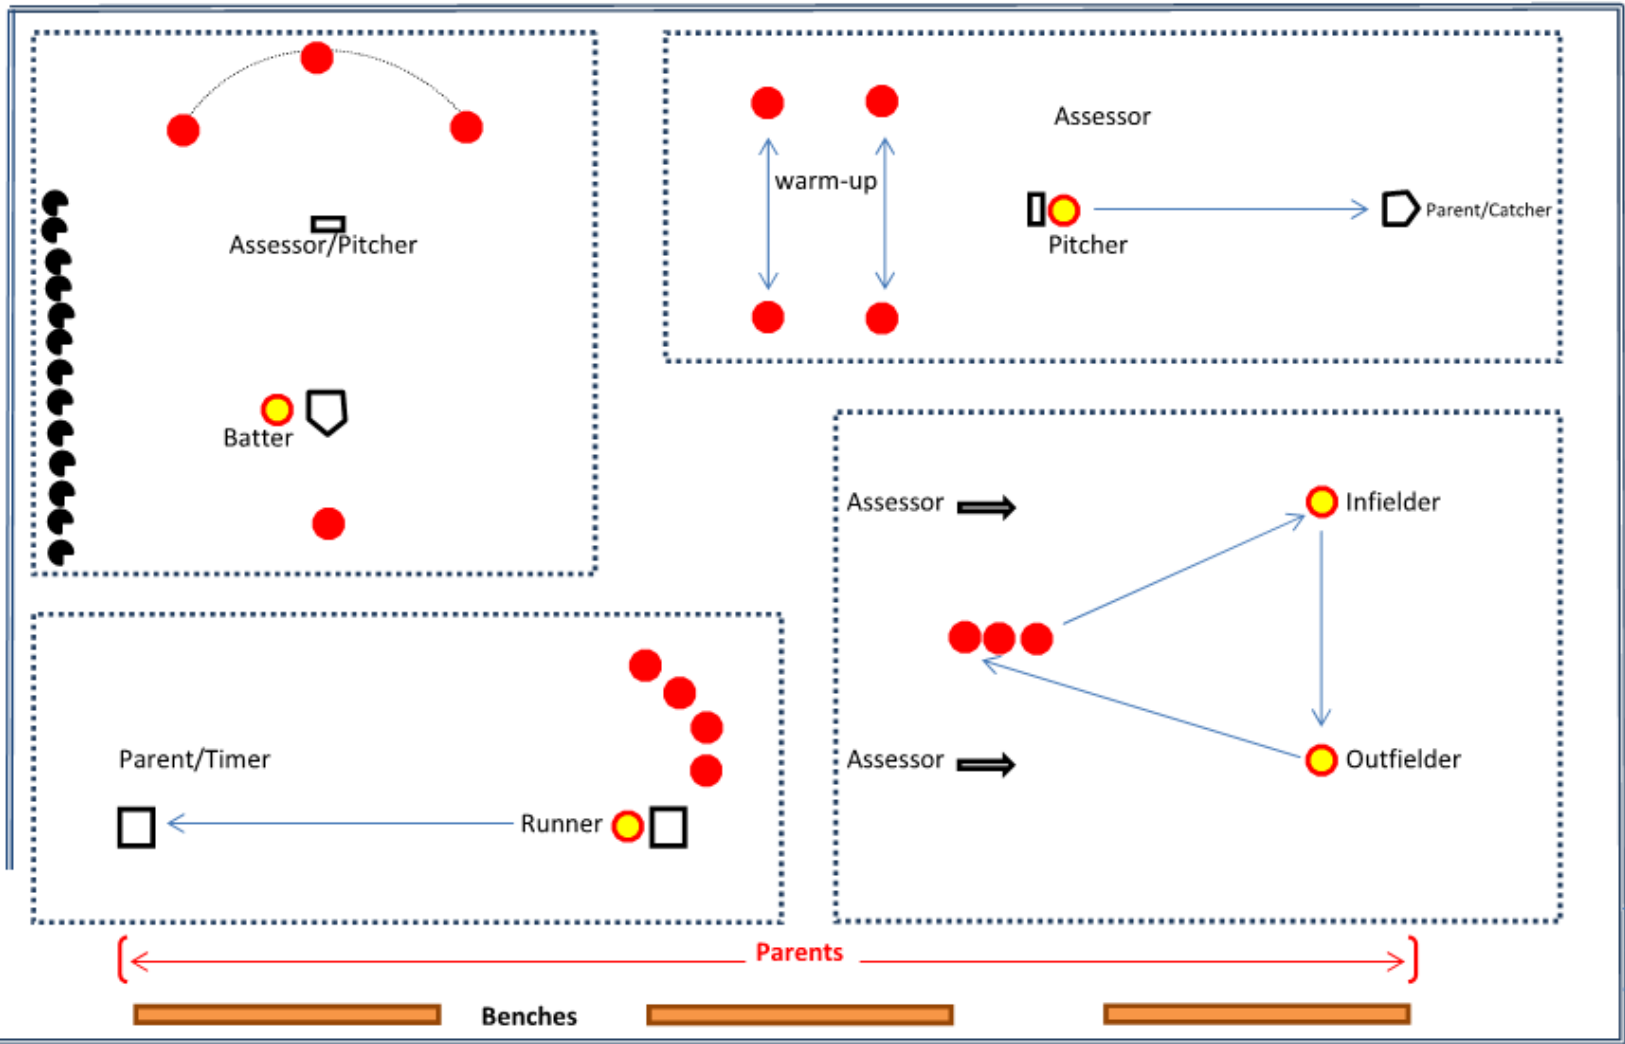 Assessor/Pitcher
Batter
Assessor
warm-up
Parent/Catcher
Pitcher
Assessor
Infielder
Assessor
Outfielder
Parent/Timer
Runner
Parents
Benches